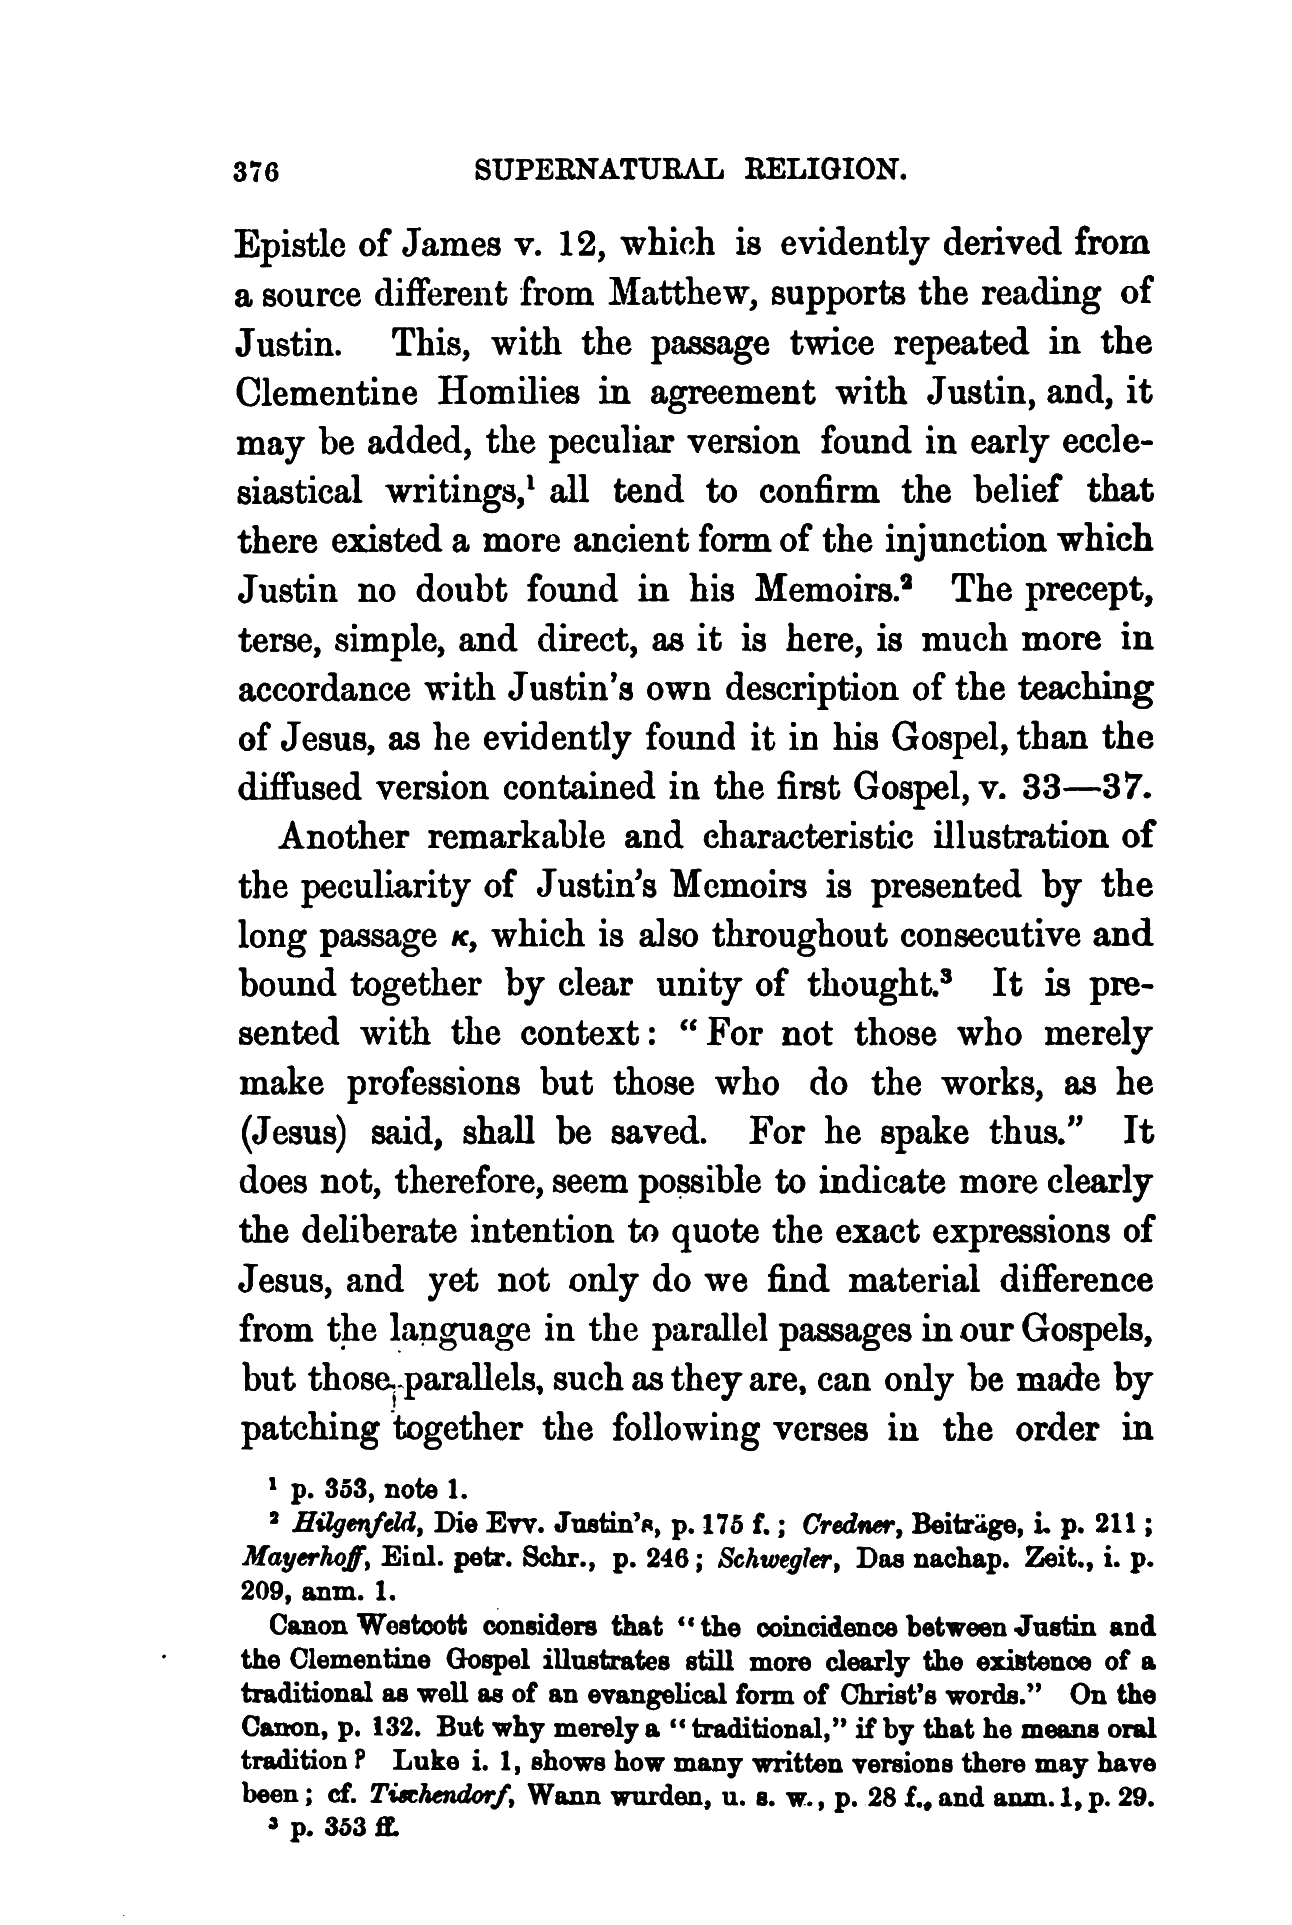 376 SUPERNATURAL RELIGION.
Epistle of James v. 12, which is evidently derived from
a source different from Matthew, supports the reading of
Justin. This, with the passage twice repeated in the
Clementine Homilies in agreement with Justin, and, it
may be added, the peculiar version found in early eccle-
siastical writings,¹ all tend to confirm the belief that
there existed a more ancient form of the injunction which
Justin no doubt found in his Memoirs.² The precept,
terse, simple, and direct, as it is here, is much more in
accordance with Justin's own description of the teaching
of Jesus, as he evidently found it in his Gospel, than the
diffused version contained in the first Gospel, v. 33—37.
Another remarkable and characteristic illustration of
the peculiarity of Justin's Memoirs is presented by the
long passage κ, which is also throughout consecutive and
bound together by clear unity of thought.³ It is pre-
sented with the context: "For not those who merely
make professions but those who do the works, as he
(Jesus) said, shall be saved. For he spake thus." It
does not, therefore, seem possible to indicate more clearly
the deliberate intention to quote the exact expressions of
Jesus, and yet not only do we find material difference
from the language in the parallel passages in our Gospels,
but those parallels, such as they are, can only be made by
patching together the following verses in the order in
¹ p. 353, note 1.
² Hilgenfeld, Die Evv. Justin's, p. 175 f.; Credner, Beiträge, i. p. 211;
Mayerhoff, Einl. petr. Schr., p. 246; Schwegler, Das nachap. Zeit., i. p.
209, anm. 1.
Canon Westcott considers that "the coincidence between Justin and
the Clementine Gospel illustrates still more clearly the existence of a
traditional as well as of an evangelical form of Christ's words." On the
Canon, p. 132. But why merely a "traditional," if by that he means oral
tradition? Luke i. 1, shows how many written versions there may have
been; cf. Tischendorf, Wann wurden, u. s. w., p. 28 f., and anm. 1, p. 29.
³ p. 353 ff.